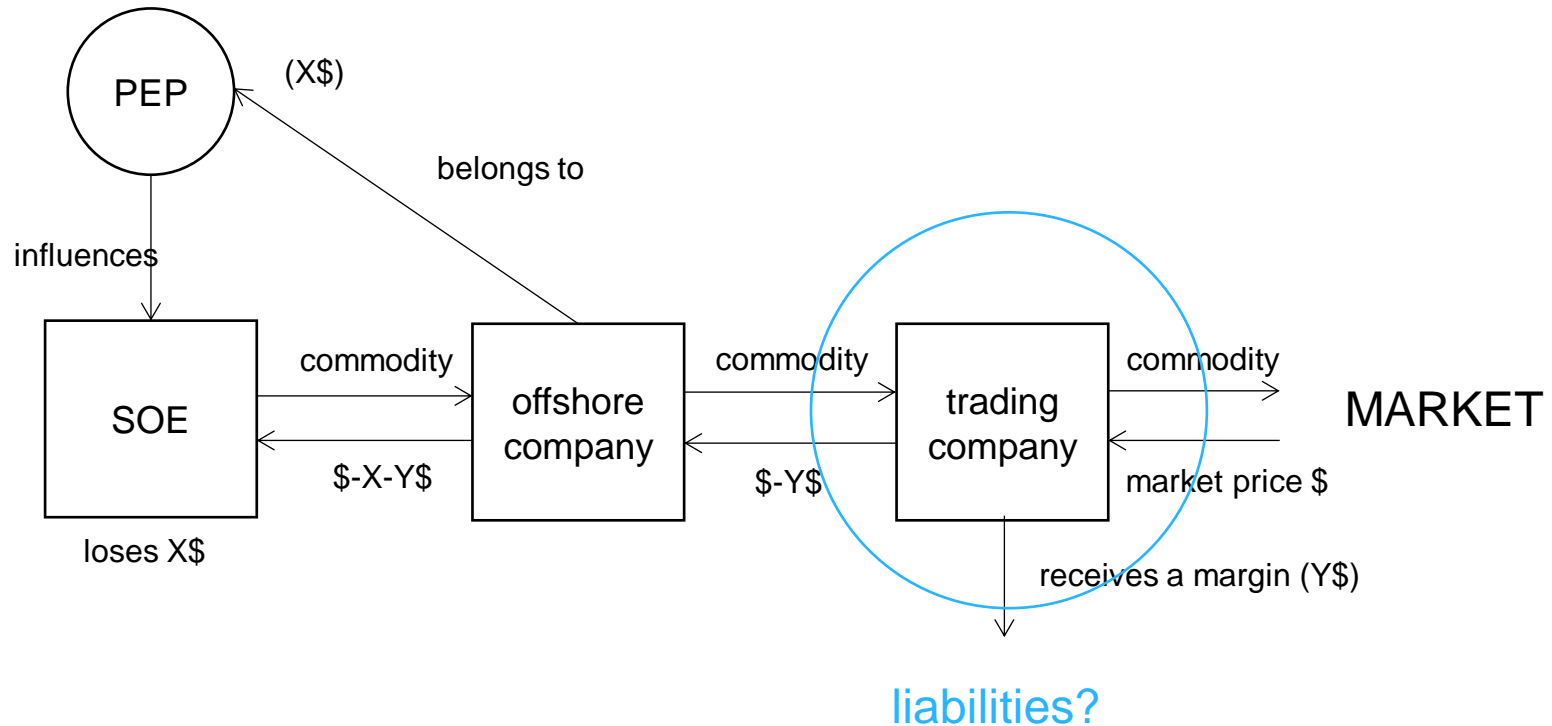 PEP
(X$)
belongs to
influences
SOE
commodity
$-X-Y$
loses X$
offshore
company
commodity
$-Y$
trading
company
commodity
market price $
MARKET
receives a margin (Y$)
liabilities?